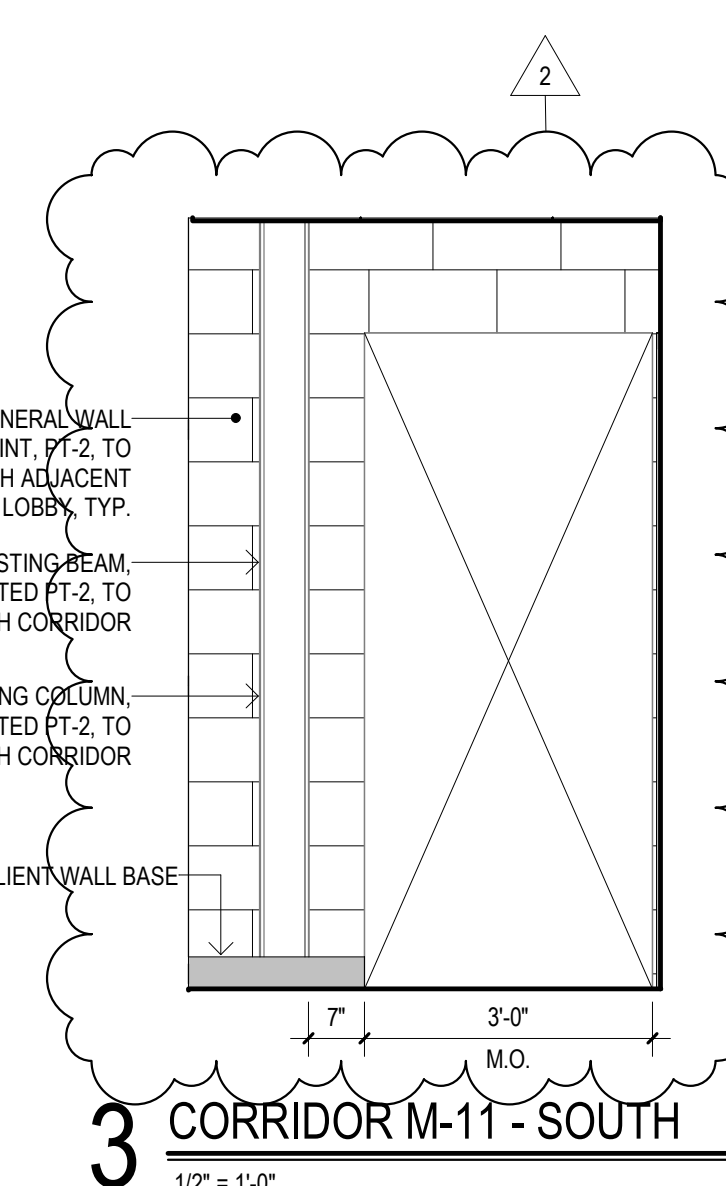 2
NERAL WALL
INT, PT-2, TO
H ADJACENT
LOBBY, TYP.
STING BEAM,
TED PT-2, TO
H CORRIDOR
NG COLUMN,
TED PT-2, TO
H CORRIDOR
LIENT WALL BASE
7"
3'-0"
M.O.
3 CORRIDOR M-11 - SOUTH
1/2" = 1'-0"